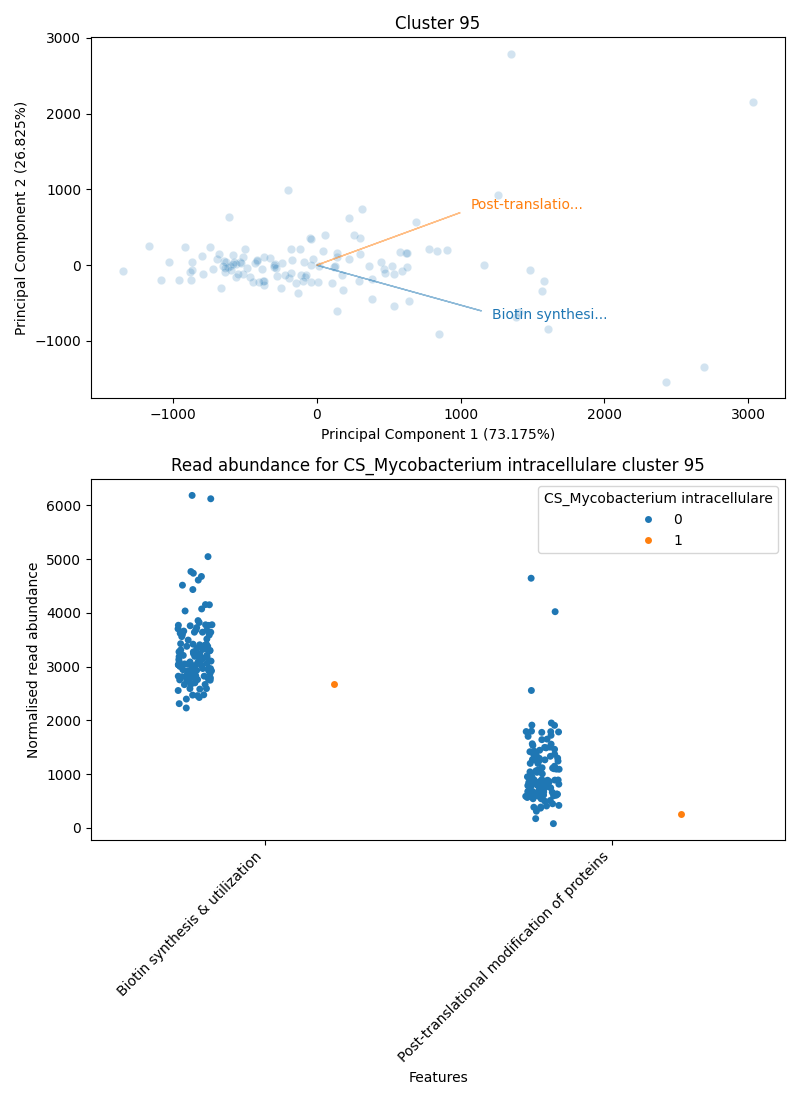 Cluster 95
3000
2000
1000
0
−1000
Principal Component 2 (26.825%)
Post-translatio...
Biotin synthesi...
−1000
0
1000
2000
3000
Principal Component 1 (73.175%)
Read abundance for CS_Mycobacterium intracellulare cluster 95
6000
5000
4000
3000
2000
1000
0
Normalised read abundance
CS_Mycobacterium intracellulare
0
1
Biotin synthesis & utilization
Post-translational modification of proteins
Features